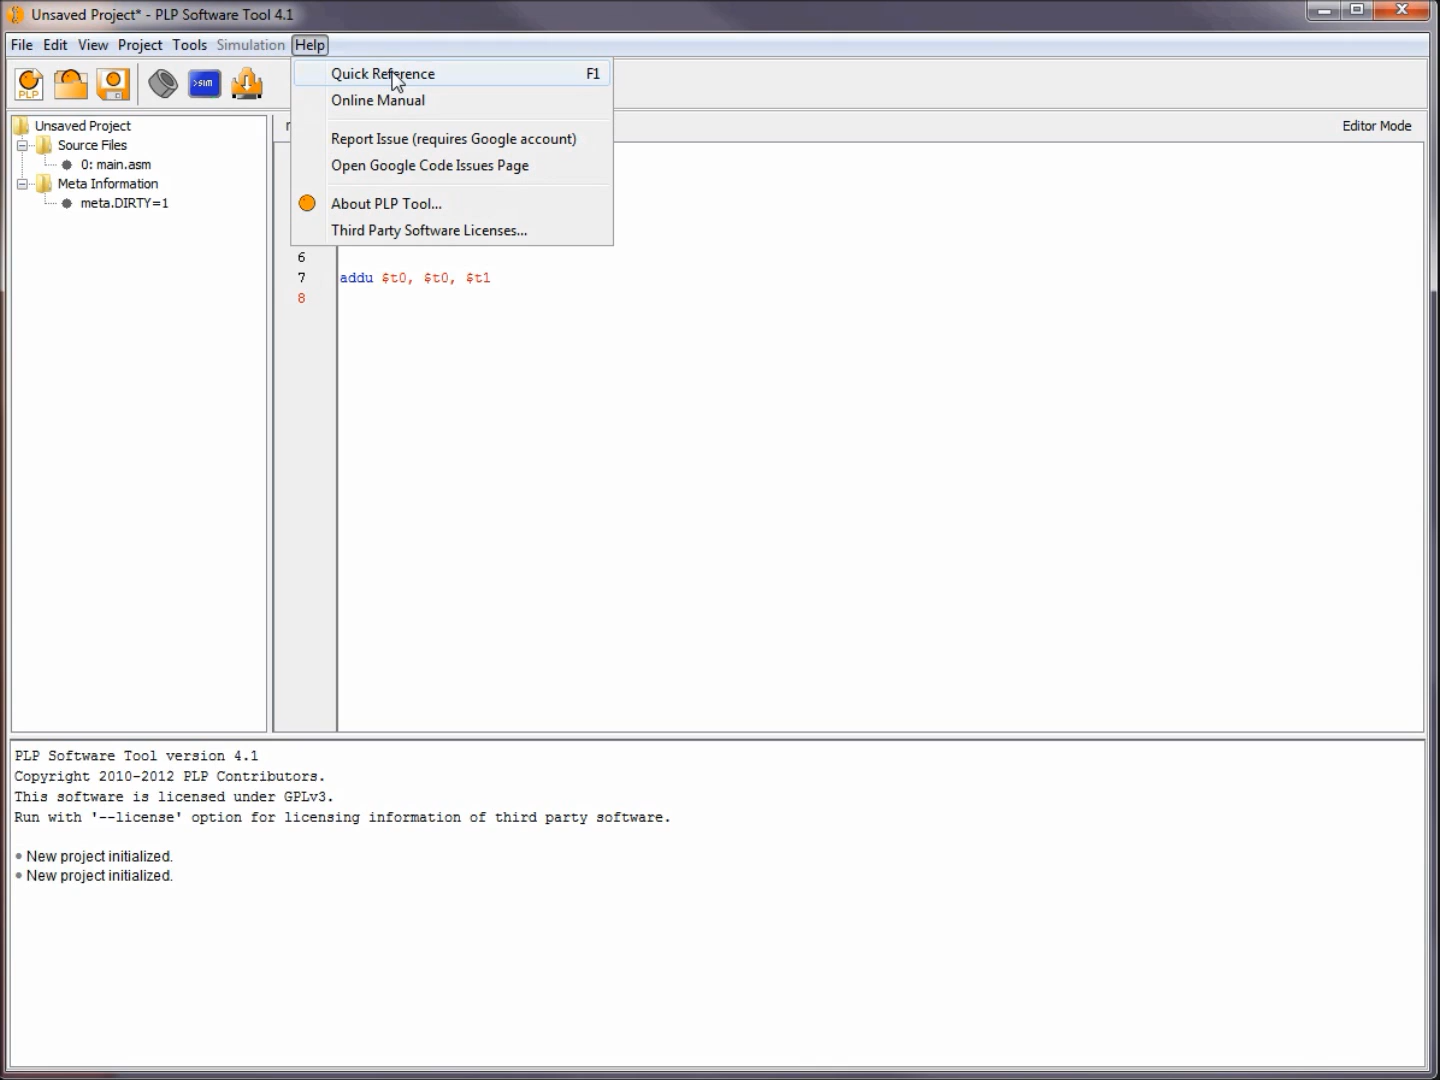 Unsaved Project* - PLP Software Tool 4.1
File Edit View Project Tools Simulation Help
PLP >sim
Quick Reference F1
Online Manual
Report Issue (requires Google account)
Open Google Code Issues Page
About PLP Tool...
Third Party Software Licenses...
Unsaved Project
Source Files
0: main.asm
Meta Information
meta.DIRTY=1
Editor Mode
6
7 addu $t0, $t0, $t1
8
PLP Software Tool version 4.1
Copyright 2010-2012 PLP Contributors.
This software is licensed under GPLv3.
Run with '--license' option for licensing information of third party software.
New project initialized.
New project initialized.